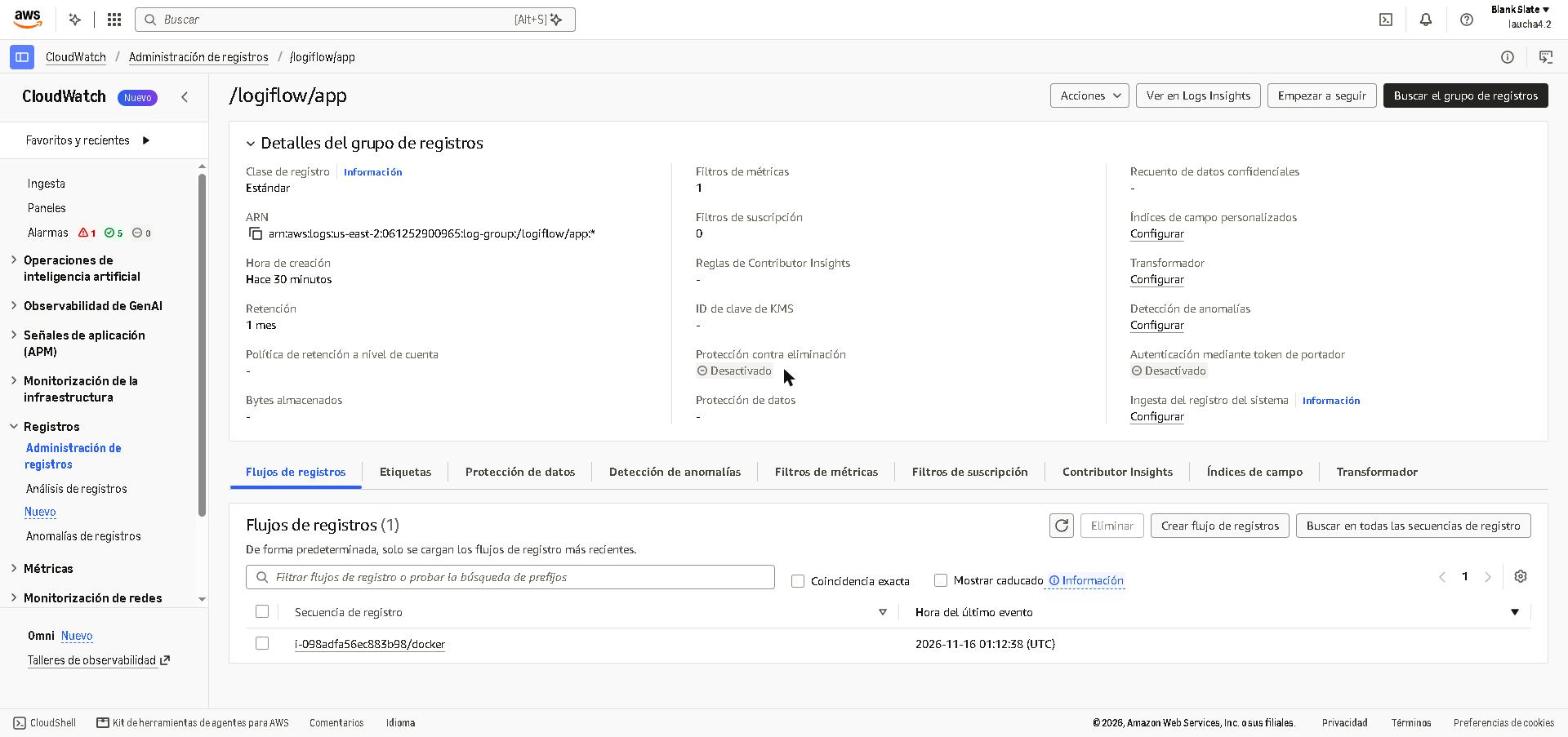 aws
Buscar
[Alt+S]
Blank Slate
laucha4.2
CloudWatch / Administración de registros / /logiflow/app
CloudWatch
Nuevo
Favoritos y recientes
Ingesta
Paneles
Alarmas 1 5 0
Operaciones de
inteligencia artificial
Observabilidad de GenAI
Señales de aplicación
(APM)
Monitorización de la
infraestructura
Registros
Administración de
registros
Análisis de registros
Nuevo
Anomalías de registros
Métricas
Monitorización de redes
Omni Nuevo
Talleres de observabilidad
/logiflow/app
Acciones
Ver en Logs Insights
Empezar a seguir
Buscar el grupo de registros
Detalles del grupo de registros
Clase de registro Información
Estándar
ARN
arn:aws:logs:us-east-2:061252900965:log-group:/logiflow/app:*
Hora de creación
Hace 30 minutos
Retención
1 mes
Política de retención a nivel de cuenta
-
Bytes almacenados
-
Filtros de métricas
1
Filtros de suscripción
0
Reglas de Contributor Insights
-
ID de clave de KMS
-
Protección contra eliminación
Desactivado
Protección de datos
-
Recuento de datos confidenciales
-
Índices de campo personalizados
Configurar
Transformador
Configurar
Detección de anomalías
Configurar
Autenticación mediante token de portador
Desactivado
Ingesta del registro del sistema Información
Configurar
Flujos de registros
Etiquetas
Protección de datos
Detección de anomalías
Filtros de métricas
Filtros de suscripción
Contributor Insights
Índices de campo
Transformador
Flujos de registros (1)
Eliminar
Crear flujo de registros
Buscar en todas las secuencias de registro
De forma predeterminada, solo se cargan los flujos de registro más recientes.
Filtrar flujos de registro o probar la búsqueda de prefijos
Coincidencia exacta
Mostrar caducado
Información
1
Secuencia de registro
Hora del último evento
i-098adfa56ec883b98/docker
2026-11-16 01:12:38 (UTC)
CloudShell
Kit de herramientas de agentes para AWS
Comentarios
Idioma
© 2026, Amazon Web Services, Inc. o sus filiales.
Privacidad
Términos
Preferencias de cookies